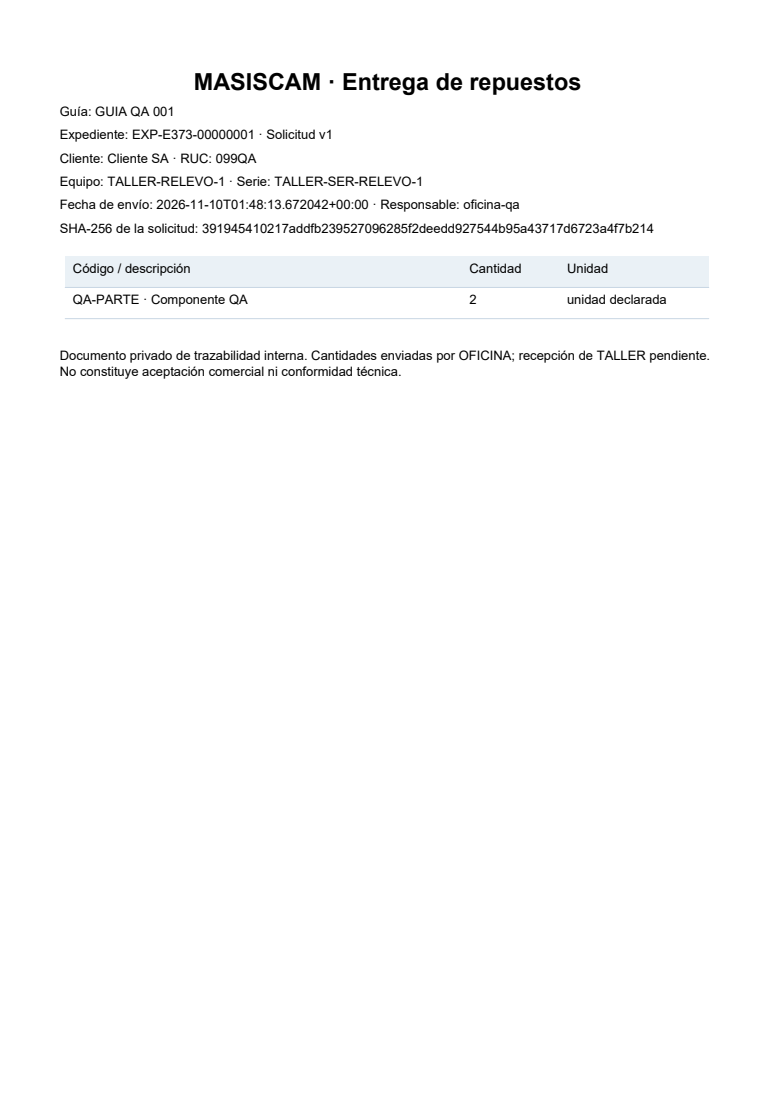 MASISCAM · Entrega de repuestos
Guía: GUIA QA 001
Expediente: EXP-E373-00000001 · Solicitud v1
Cliente: Cliente SA · RUC: 099QA
Equipo: TALLER-RELEVO-1 · Serie: TALLER-SER-RELEVO-1
Fecha de envío: 2026-11-10T01:48:13.672042+00:00 · Responsable: oficina-qa
SHA-256 de la solicitud: 391945410217addfb239527096285f2deedd927544b95a43717d6723a4f7b214
Código / descripción Cantidad Unidad
QA-PARTE · Componente QA 2 unidad declarada
Documento privado de trazabilidad interna. Cantidades enviadas por OFICINA; recepción de TALLER pendiente.
No constituye aceptación comercial ni conformidad técnica.